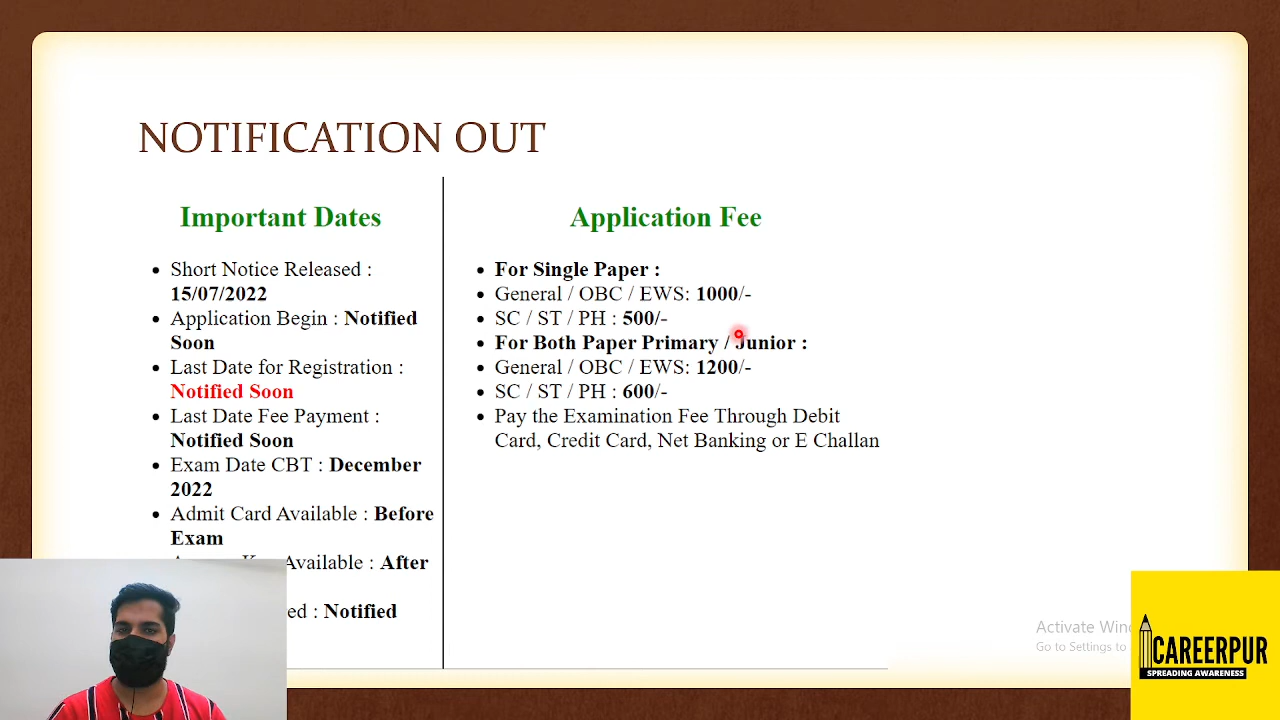 NOTIFICATION OUT
Important Dates
Short Notice Released :
15/07/2022
Application Begin : Notified
Soon
Last Date for Registration :
Notified Soon
Last Date Fee Payment :
Notified Soon
Exam Date CBT : December
2022
Admit Card Available : Before
Exam
Available : After
: Notified
Application Fee
For Single Paper :
General / OBC / EWS: 1000/-
SC / ST / PH : 500/-
For Both Paper Primary / Junior :
General / OBC / EWS: 1200/-
SC / ST / PH : 600/-
Pay the Examination Fee Through Debit
Card, Credit Card, Net Banking or E Challan
Activate
Go to Settings to
CAREERPUR
SPREADING AWARENESS